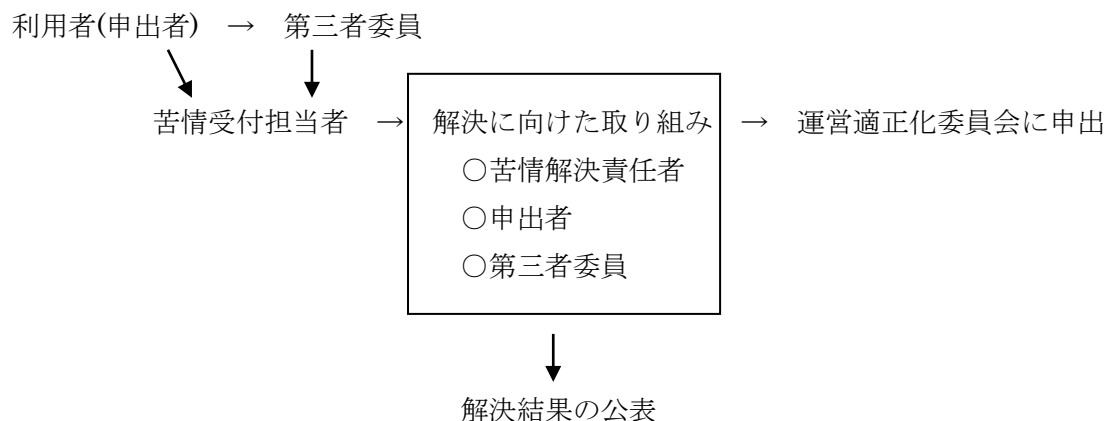 利用者(申出者) → 第三者委員
苦情受付担当者 → 解決に向けた取り組み → 運営適正化委員会に申出
○苦情解決責任者
○申出者
○第三者委員
解決結果の公表